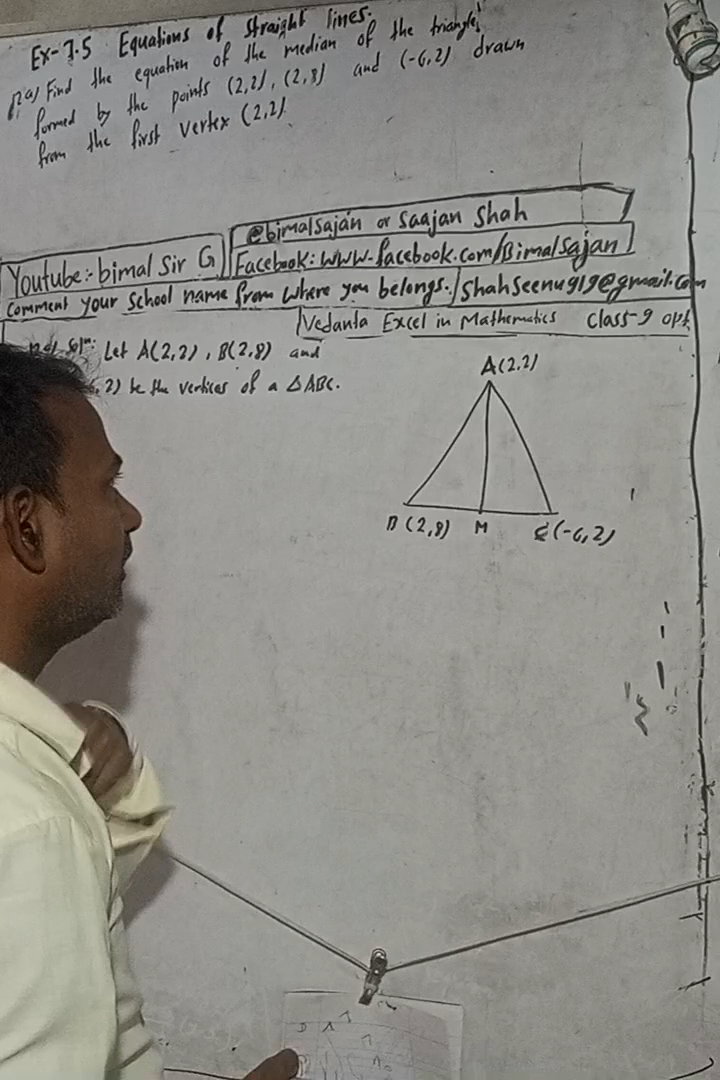 Ex-7.5 Equations of Straight lines.
a) Find the equation of the median of the triangle
formed by the points (2,2), (2,8) and (-6,2) drawn
from the first vertex (2,2).
@bimalsajan or Saajan Shah
Youtube:- bimal Sir G
Facebook: www.facebook.com/Bimalsajan
Comment your school name from where you belongs.
shahseenu919@gmail.com
Vedanta Excel in Mathematics Class-9 opt
Let A(2,2), B(2,8) and
, 2) be the vertices of a △ABC.
A(2,2)
B(2,8) M C(-6,2)